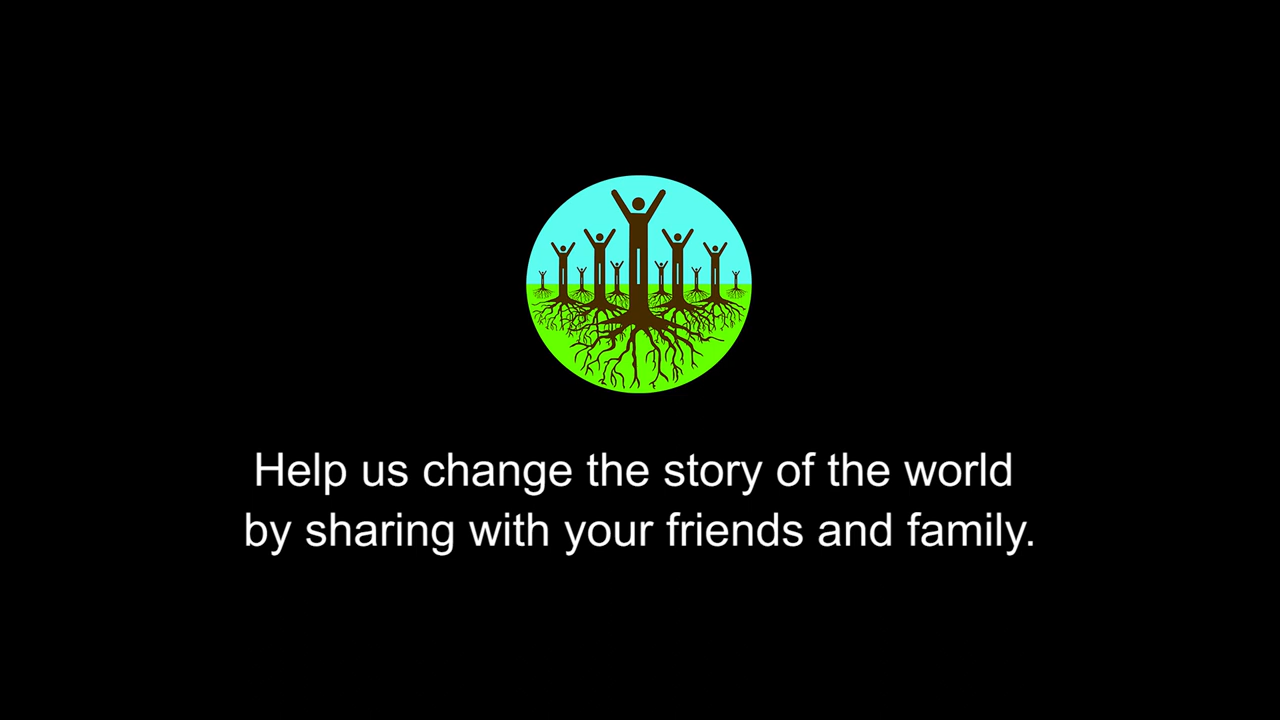 Help us change the story of the world
by sharing with your friends and family.